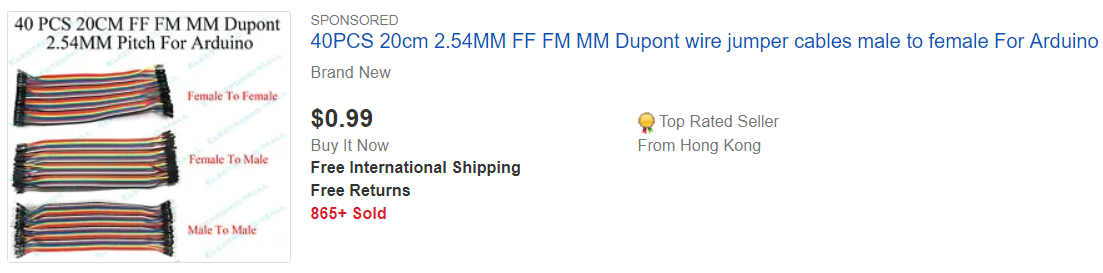 40 PCS 20CM FF FM MM Dupont
2.54MM Pitch For Arduino
Female To Female
Female To Male
Male To Male
SPONSORED
40PCS 20cm 2.54MM FF FM MM Dupont wire jumper cables male to female For Arduino
Brand New
$0.99
Buy It Now
Free International Shipping
Free Returns
865+ Sold
Top Rated Seller
From Hong Kong